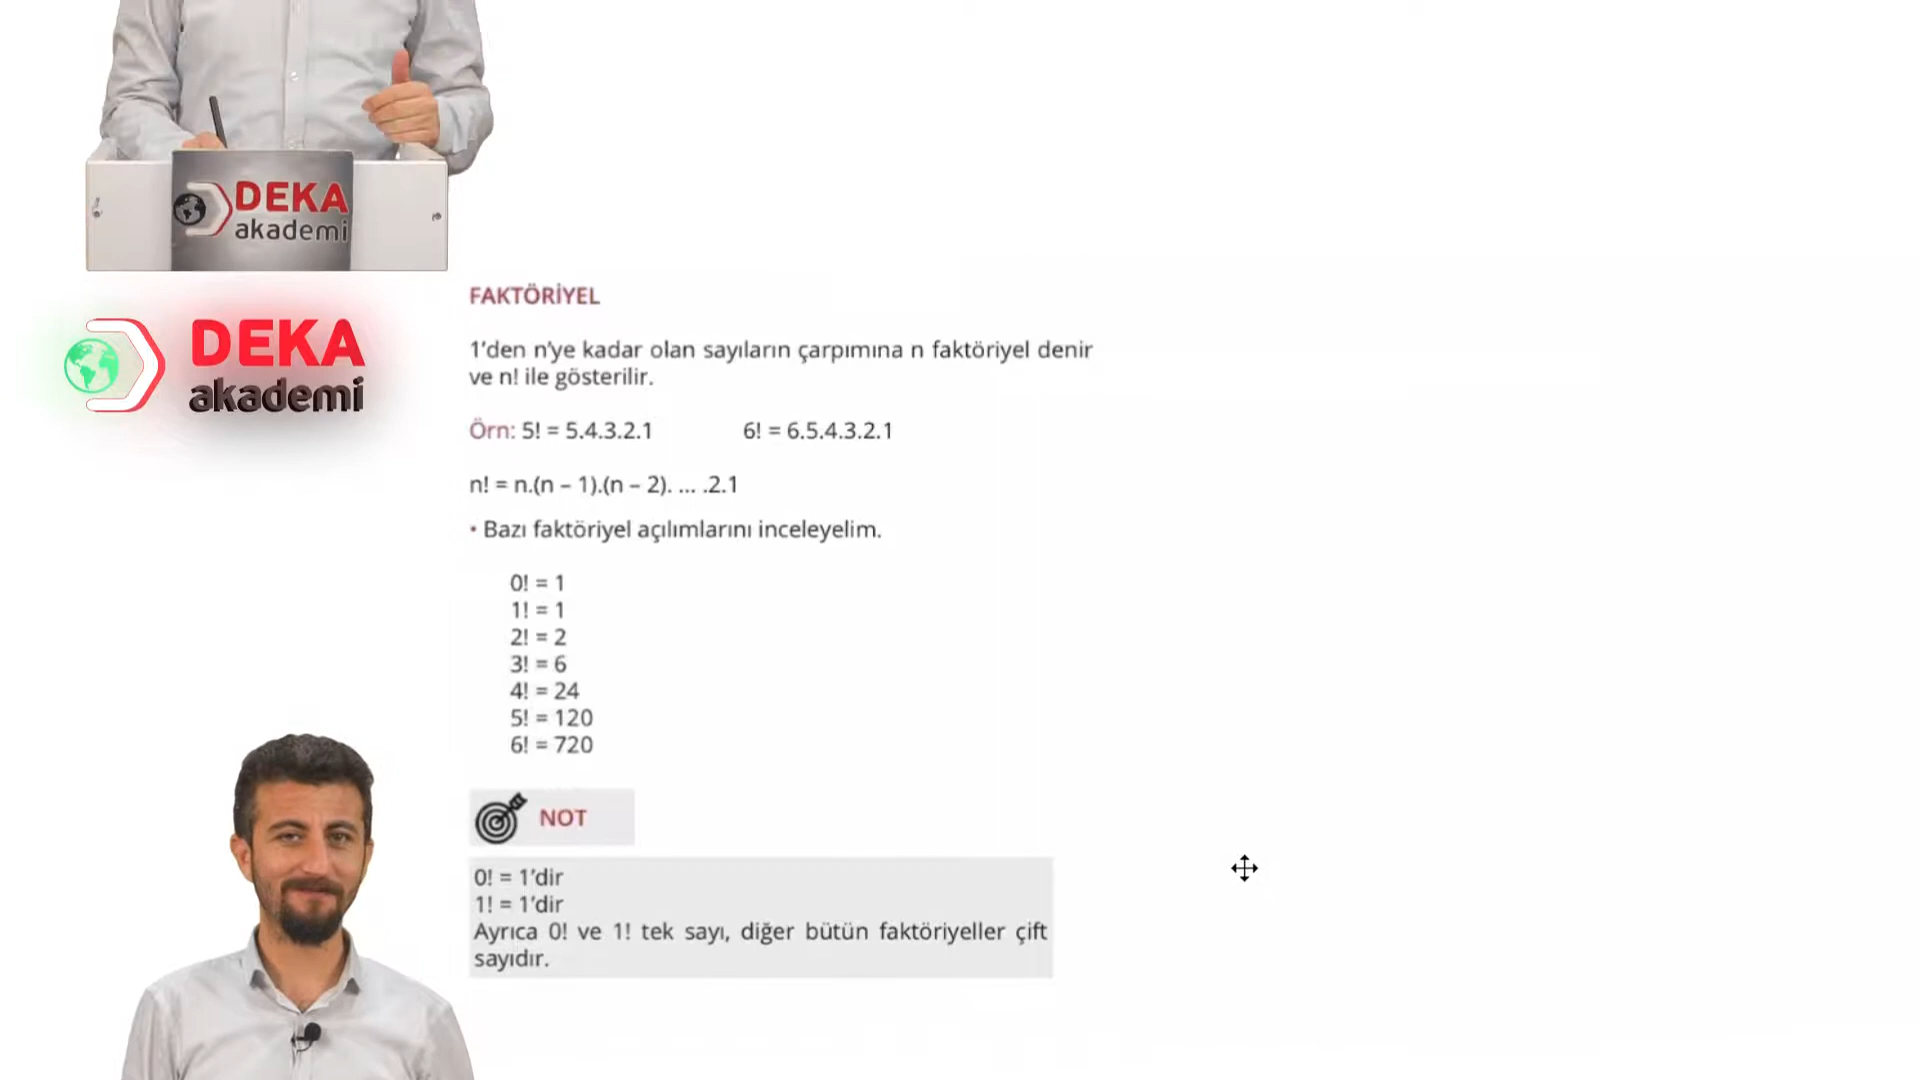 DEKA
akademi
DEKA
akademi
FAKTÖRİYEL
1’den n’ye kadar olan sayıların çarpımına n faktöriyel denir
ve n! ile gösterilir.
Örn: 5! = 5.4.3.2.1 6! = 6.5.4.3.2.1
n! = n.(n – 1).(n – 2). ... .2.1
• Bazı faktöriyel açılımlarını inceleyelim.
0! = 1
1! = 1
2! = 2
3! = 6
4! = 24
5! = 120
6! = 720
NOT
0! = 1’dir
1! = 1’dir
Ayrıca 0! ve 1! tek sayı, diğer bütün faktöriyeller çift
sayıdır.